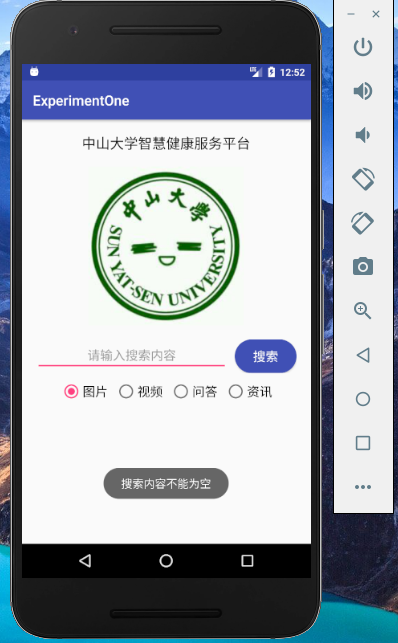 12:52
ExperimentOne
中山大学智慧健康服务平台
中山大學
SUN YAT-SEN UNIVERSITY
请输入搜索内容
搜索
图片 视频 问答 资讯
搜索内容不能为空